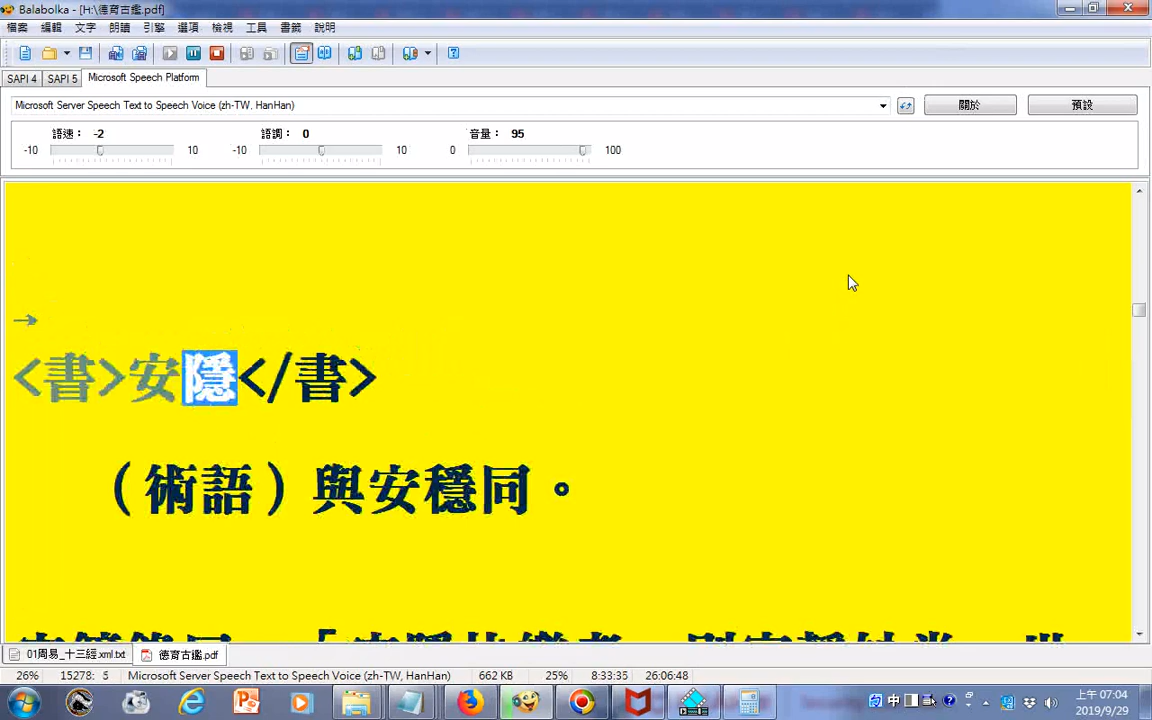 Balabolka - [H:\德育古鑑.pdf]
檔案 編輯 文字 朗讀 引擎 選項 檢視 工具 書籤 說明
SAPI 4 SAPI 5 Microsoft Speech Platform
Microsoft Server Speech Text to Speech Voice (zh-TW, HanHan) 關於 預設
語速： -2 語調： 0 音量： 95
-10 10 -10 10 0 100
<書>安隱</書>
（術語）與安穩同。
01周易_十三經.xml.txt 德育古鑑.pdf
26% 15278: 5 Microsoft Server Speech Text to Speech Voice (zh-TW, HanHan) 662 KB 25% 8:33:35 26:06:48
中 上午 07:04
2019/9/29